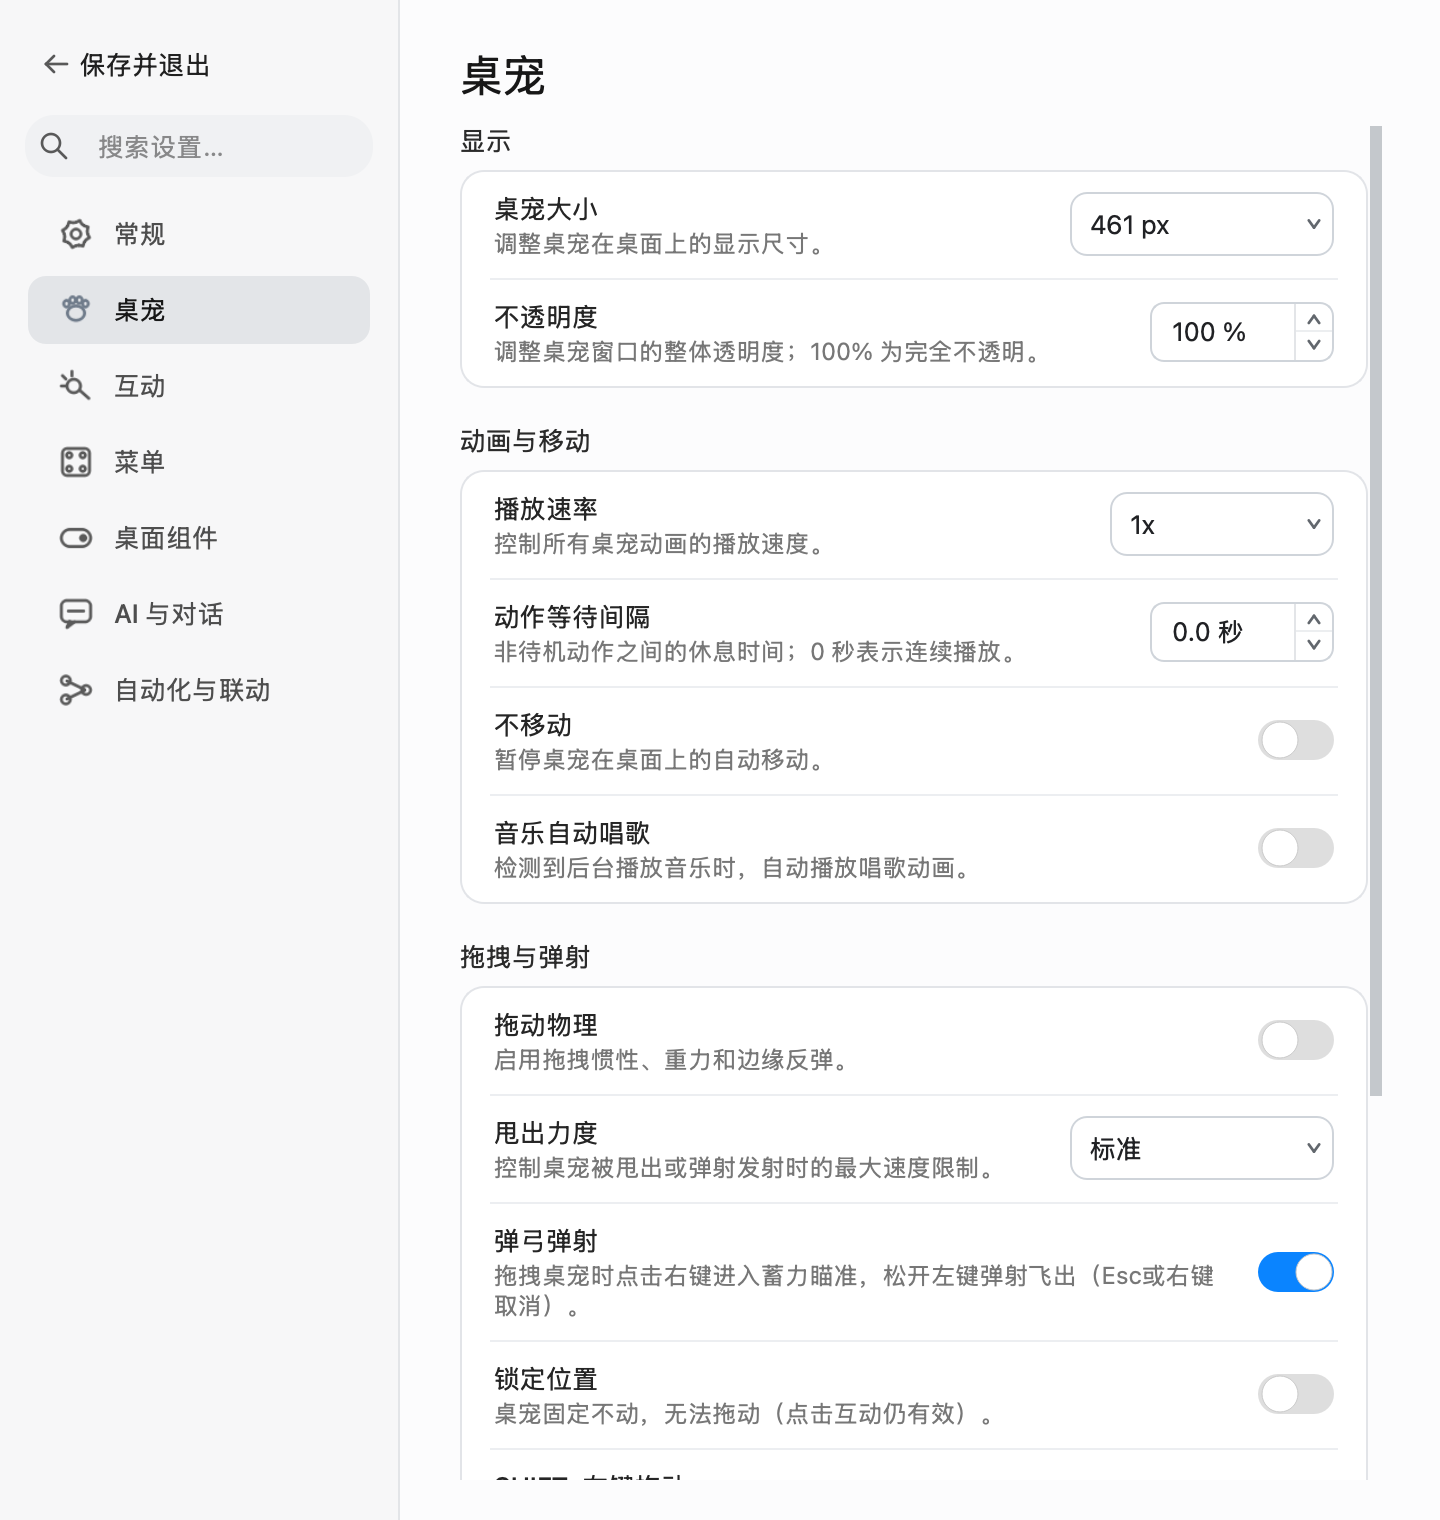 保存并退出
搜索设置...
常规
桌宠
互动
菜单
桌面组件
AI 与对话
自动化与联动
桌宠
显示
桌宠大小
调整桌宠在桌面上的显示尺寸。
461 px
不透明度
调整桌宠窗口的整体透明度；100% 为完全不透明。
100 %
动画与移动
播放速率
控制所有桌宠动画的播放速度。
1x
动作等待间隔
非待机动作之间的休息时间；0 秒表示连续播放。
0.0 秒
不移动
暂停桌宠在桌面上的自动移动。
音乐自动唱歌
检测到后台播放音乐时，自动播放唱歌动画。
拖拽与弹射
拖动物理
启用拖拽惯性、重力和边缘反弹。
甩出力度
控制桌宠被甩出或弹射发射时的最大速度限制。
标准
弹弓弹射
拖拽桌宠时点击右键进入蓄力瞄准，松开左键弹射飞出（Esc或右键
取消）。
锁定位置
桌宠固定不动，无法拖动（点击互动仍有效）。